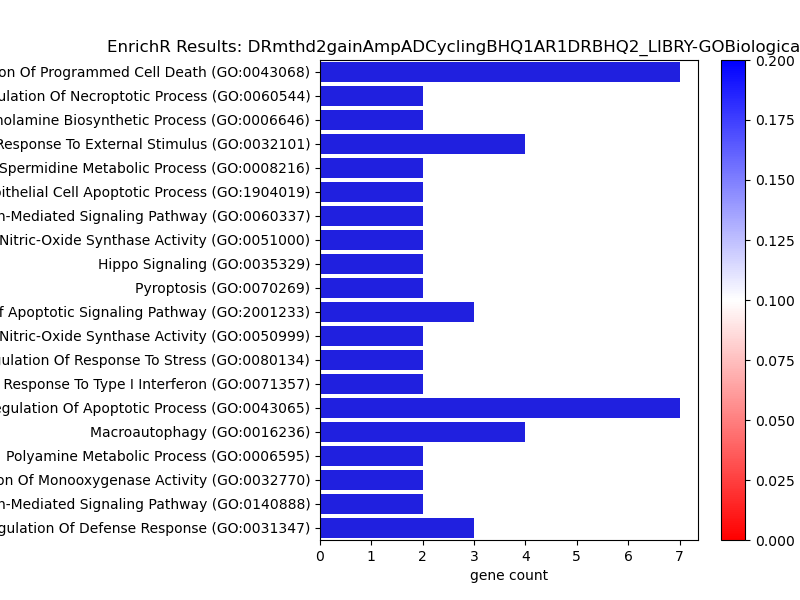 EnrichR Results: DRmthd2gainAmpADCyclingBHQ1AR1DRBHQ2_LIBRY-GOBiologica
on Of Programmed Cell Death (GO:0043068)
ulation Of Necroptotic Process (GO:0060544)
nolamine Biosynthetic Process (GO:0006646)
Response To External Stimulus (GO:0032101)
Spermidine Metabolic Process (GO:0008216)
pithelial Cell Apoptotic Process (GO:1904019)
n-Mediated Signaling Pathway (GO:0060337)
Nitric-Oxide Synthase Activity (GO:0051000)
Hippo Signaling (GO:0035329)
Pyroptosis (GO:0070269)
f Apoptotic Signaling Pathway (GO:2001233)
Nitric-Oxide Synthase Activity (GO:0050999)
ulation Of Response To Stress (GO:0080134)
Response To Type I Interferon (GO:0071357)
egulation Of Apoptotic Process (GO:0043065)
Macroautophagy (GO:0016236)
Polyamine Metabolic Process (GO:0006595)
on Of Monooxygenase Activity (GO:0032770)
n-Mediated Signaling Pathway (GO:0140888)
gulation Of Defense Response (GO:0031347)
0 1 2 3 4 5 6 7
gene count
0.200
0.175
0.150
0.125
0.100
0.075
0.050
0.025
0.000